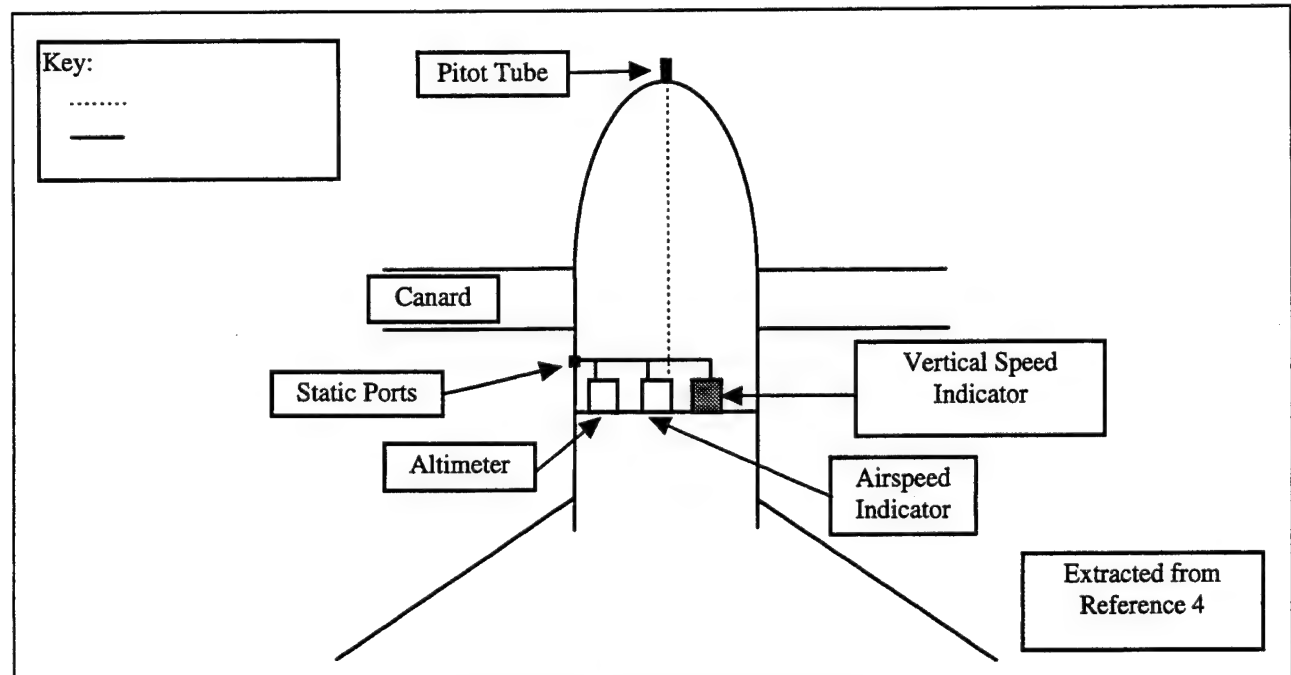 Key:
Pitot Tube
Canard
Static Ports
Vertical Speed
Indicator
Altimeter
Airspeed
Indicator
Extracted from
Reference 4